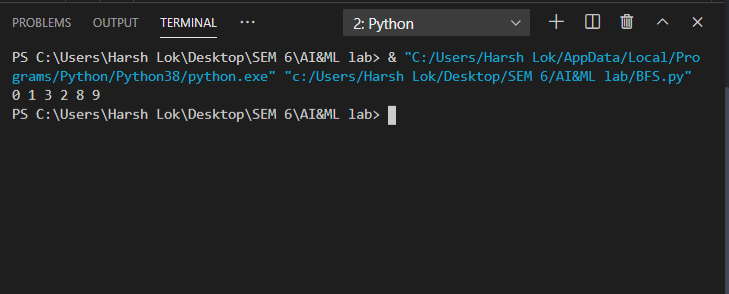 PROBLEMS OUTPUT TERMINAL ... 2: Python
PS C:\Users\Harsh Lok\Desktop\SEM 6\AI&ML lab> & "C:/Users/Harsh Lok/AppData/Local/Pro
grams/Python/Python38/python.exe" "c:/Users/Harsh Lok/Desktop/SEM 6/AI&ML lab/BFS.py"
0 1 3 2 8 9
PS C:\Users\Harsh Lok\Desktop\SEM 6\AI&ML lab>